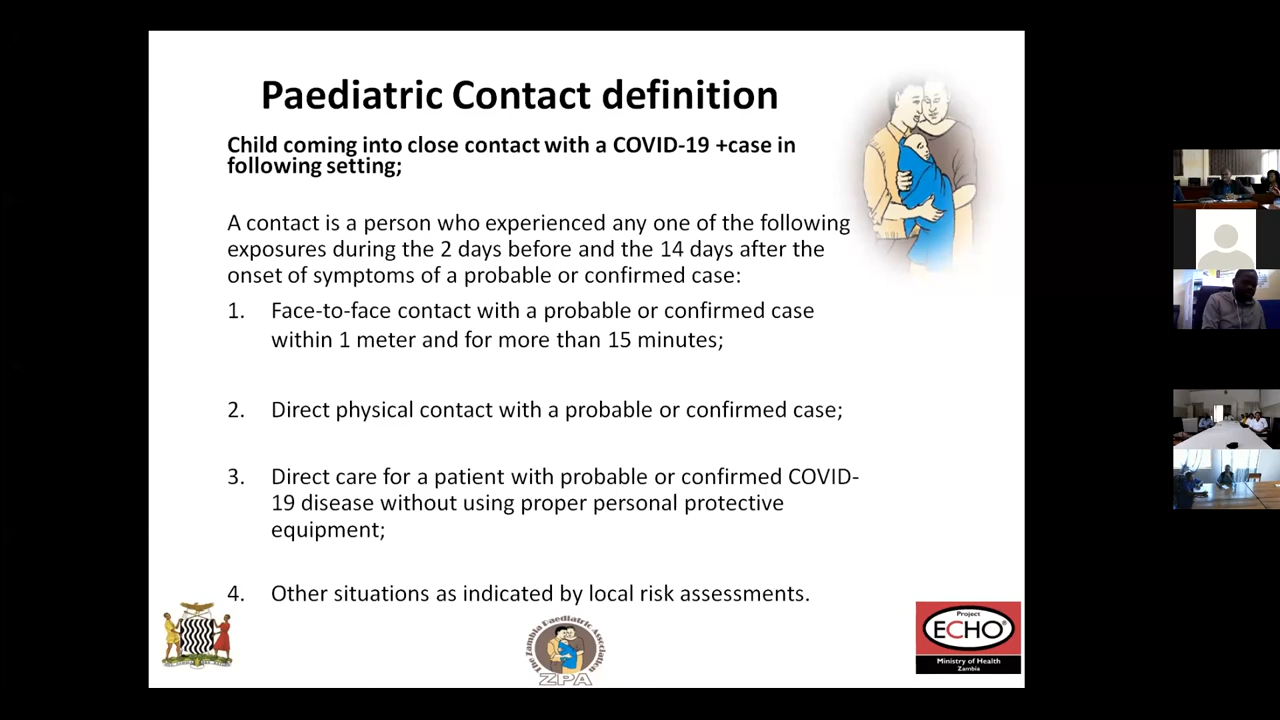 Paediatric Contact definition
Child coming into close contact with a COVID-19 +case in
following setting;
A contact is a person who experienced any one of the following
exposures during the 2 days before and the 14 days after the
onset of symptoms of a probable or confirmed case:
1. Face-to-face contact with a probable or confirmed case
within 1 meter and for more than 15 minutes;
2. Direct physical contact with a probable or confirmed case;
3. Direct care for a patient with probable or confirmed COVID-
19 disease without using proper personal protective
equipment;
4. Other situations as indicated by local risk assessments.
The Zambia Paediatric Association
ZPA
Project
ECHO®
Ministry of Health
Zambia